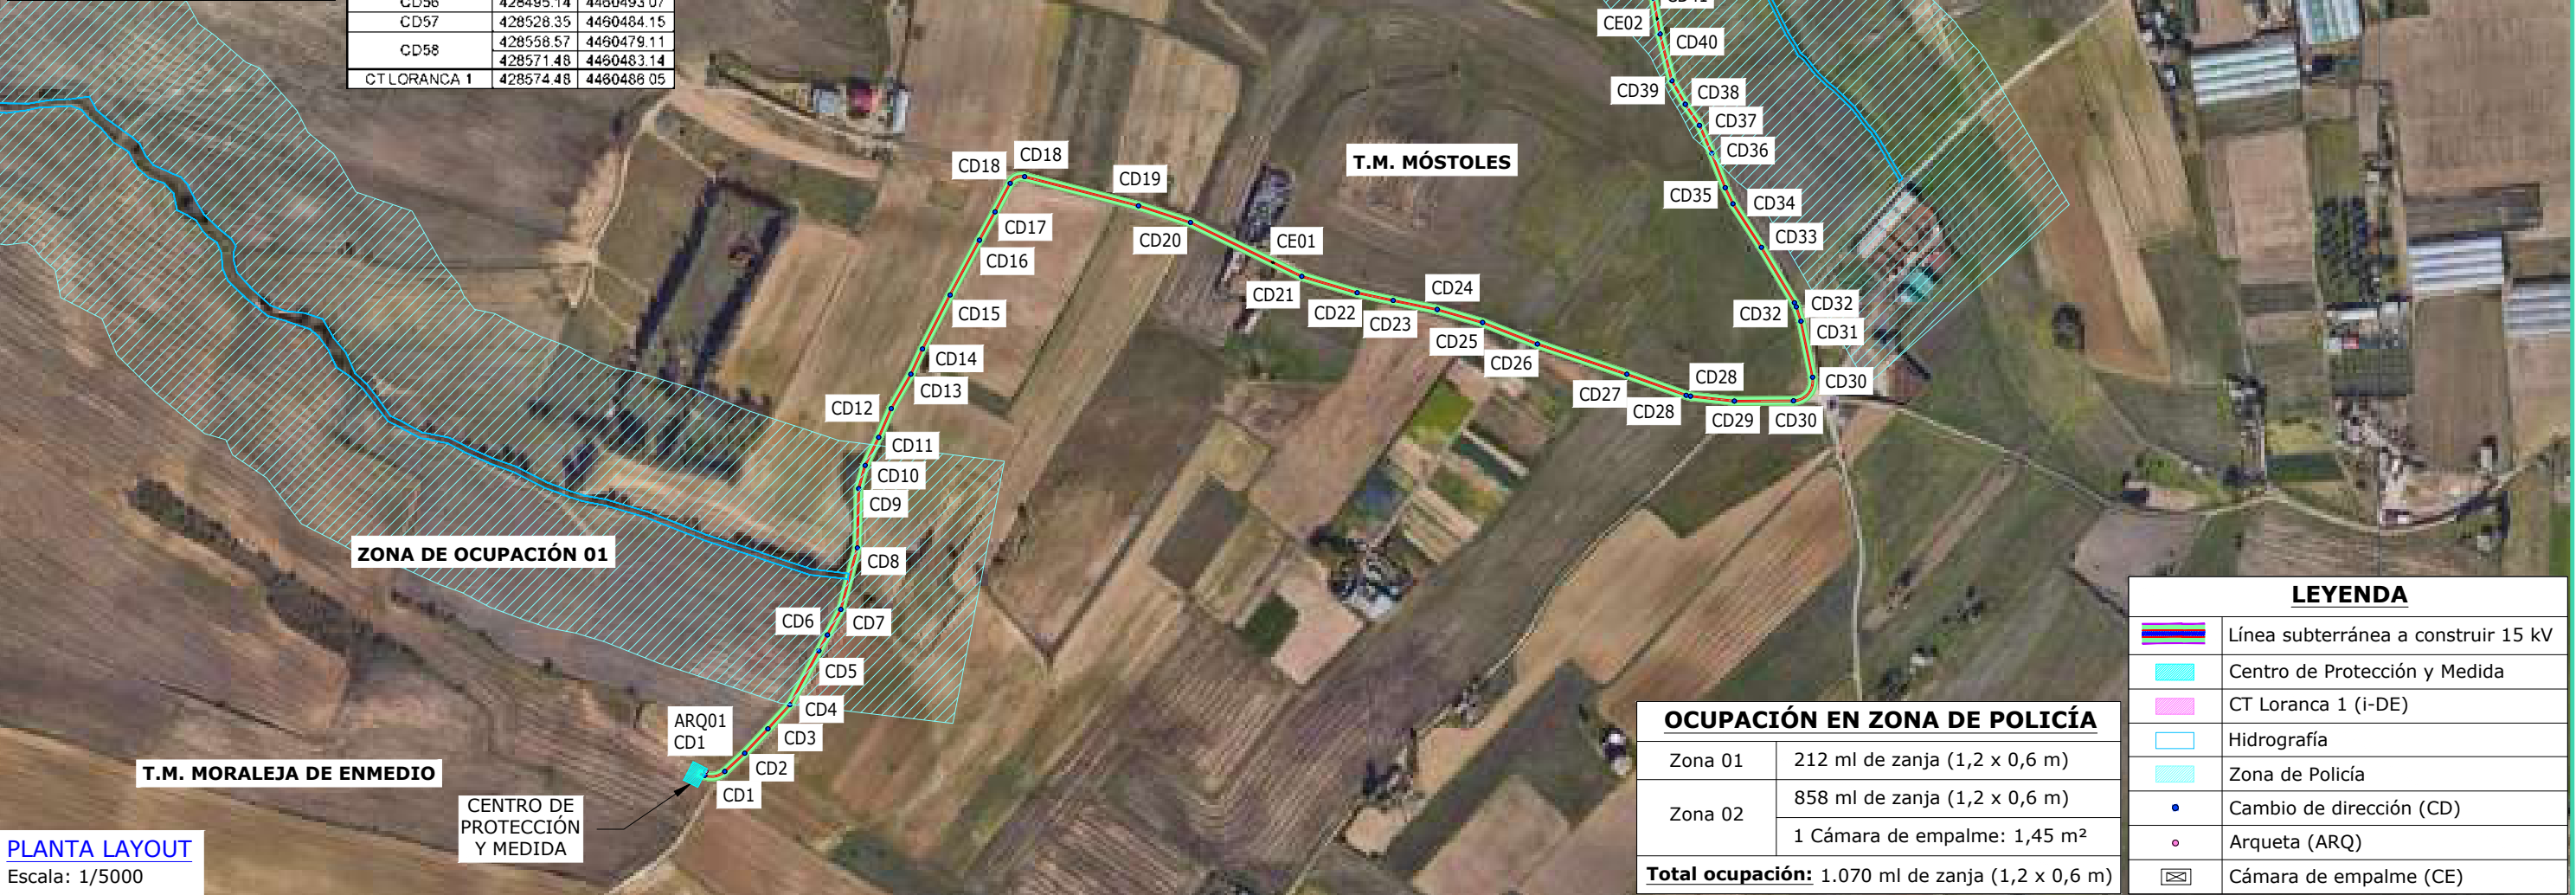 CD56 428495.14 4460493.07
CD57 428528.35 4460484.15
CD58 428558.57 4460479.11
428571.48 4460483.14
CT LORANCA 1 428574.48 4460486.05
CE02
CD40
CD39
CD38
CD37
CD36
CD35
CD34
CD33
CD32
CD32
CD31
CD30
CD30
CD29
CD28
CD28
CD27
CD26
CD25
CD24
CD23
CD22
CD21
CE01
CD20
CD19
CD18
CD18
CD17
CD16
CD15
CD14
CD13
CD12
CD11
CD10
CD9
CD8
CD7
CD6
CD5
CD4
CD3
CD2
CD1
ARQ01
CD1
T.M. MÓSTOLES
ZONA DE OCUPACIÓN 01
T.M. MORALEJA DE ENMEDIO
CENTRO DE
PROTECCIÓN
Y MEDIDA
PLANTA LAYOUT
Escala: 1/5000
OCUPACIÓN EN ZONA DE POLICÍA
Zona 01 212 ml de zanja (1,2 x 0,6 m)
Zona 02 858 ml de zanja (1,2 x 0,6 m)
1 Cámara de empalme: 1,45 m²
Total ocupación: 1.070 ml de zanja (1,2 x 0,6 m)
LEYENDA
Línea subterránea a construir 15 kV
Centro de Protección y Medida
CT Loranca 1 (i-DE)
Hidrografía
Zona de Policía
Cambio de dirección (CD)
Arqueta (ARQ)
Cámara de empalme (CE)